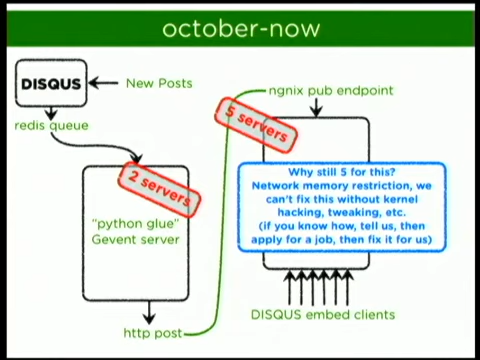 october-now
DISQUS
New Posts
redis queue
2 servers
"python glue"
Gevent server
http post
ngnix pub endpoint
5 servers
Why still 5 for this?
Network memory restriction, we
can't fix this without kernel
hacking, tweaking, etc.
(if you know how, tell us, then
apply for a job, then fix it for us)
DISQUS embed clients